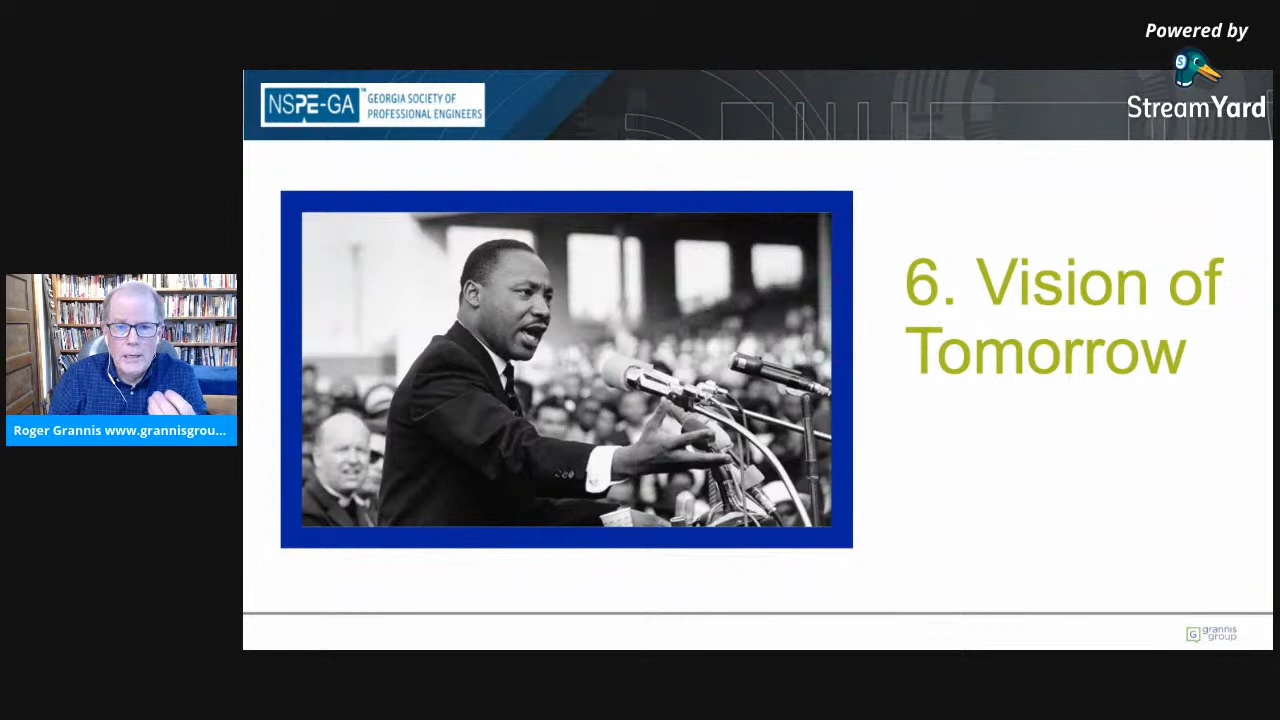 Powered by
StreamYard
NSPE-GA
GEORGIA SOCIETY OF
PROFESSIONAL ENGINEERS
6. Vision of
Tomorrow
Roger Grannis www.grannisgrou...
G grannis
group